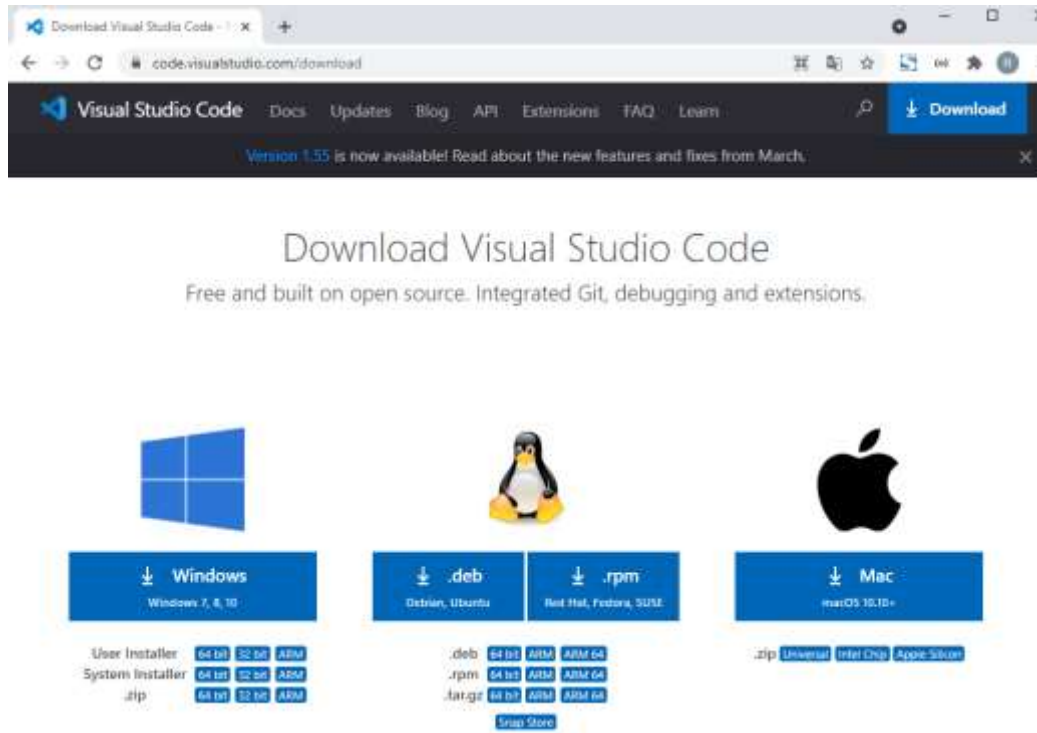 Download Visual Studio Code -
code.visualstudio.com/download
Visual Studio Code Docs Updates Blog API Extensions FAQ Learn Download
Version 1.55 is now available! Read about the new features and fixes from March.
Download Visual Studio Code
Free and built on open source. Integrated Git, debugging and extensions.
Windows
Windows 7, 8, 10
.deb
Debian, Ubuntu
.rpm
Red Hat, Fedora, SUSE
Mac
macOS 10.10+
User Installer 64 bit 32 bit ARM
System Installer 64 bit 32 bit ARM
.zip 64 bit 32 bit ARM
.deb 64 bit ARM ARM 64
.rpm 64 bit ARM ARM 64
.tar.gz 64 bit ARM ARM 64
Snap Store
.zip Universal Intel Chip Apple Silicon